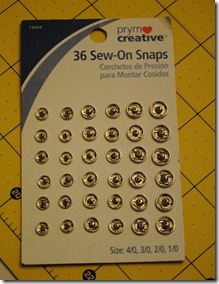 prym
creative
36 Sew-On Snaps
Corchetes de Presión
para Montar Cosidos
Size: 4/0, 3/0, 2/0, 1/0